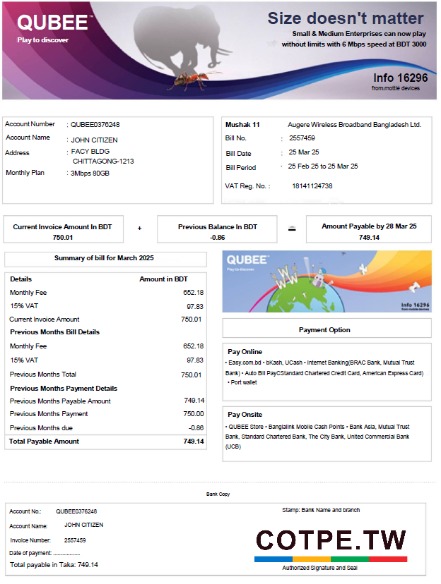 QUBEE™
Play to discover
Size doesn't matter
Small & Medium Enterprises can now play
without limits with 6 Mbps speed at BDT 3000
Info 16296
from mobile devices
Account Number : QUBEE0376248
Account Name : JOHN CITIZEN
Address : FACY BLDG
CHITTAGONG-1213
Monthly Plan : 3Mbps 80GB
Mushak 11 Augere Wireless Broadband Bangladesh Ltd.
Bill No. : 2557459
Bill Date : 25 Mar 25
Bill Period : 25 Feb 25 to 25 Mar 25
VAT Reg. No. : 18141124738
Current Invoice Amount In BDT
750.01
+
Previous Balance In BDT
-0.86
=
Amount Payable by 28 Mar 25
749.14
Summary of bill for March 2025
Details Amount in BDT
Monthly Fee 652.18
15% VAT 97.83
Current Invoice Amount 750.01
Previous Months Bill Details
Monthly Fee 652.18
15% VAT 97.83
Previous Months Total 750.01
Previous Months Payment Details
Previous Months Payable Amount 749.14
Previous Months Payment 750.00
Previous Months due -0.86
Total Payable Amount 749.14
QUBEE™
Play to discover
Info 16296
from mobile devices
Payment Option
Pay Online
• Easy.com.bd • bKash, UCash • Internet Banking(BRAC Bank, Mutual Trust
Bank) • Auto Bill PayCStandard Chartered Credit Card, American Express Card)
• Port wallet
Pay Onsite
• QUBEE Store • Banglalink Mobile Cash Points • Bank Asia, Mutual Trust
Bank, Standard Chartered Bank, The City Bank, United Commercial Bank
(UCB)
Bank Copy
Account No.: QUBEE0376248
Account Name: JOHN CITIZEN
Invoice Number: 2557459
Date of payment: ................
Total payable in Taka: 749.14
Stamp: Bank Name and branch
COTPE.TW
Authorized Signature and Seal